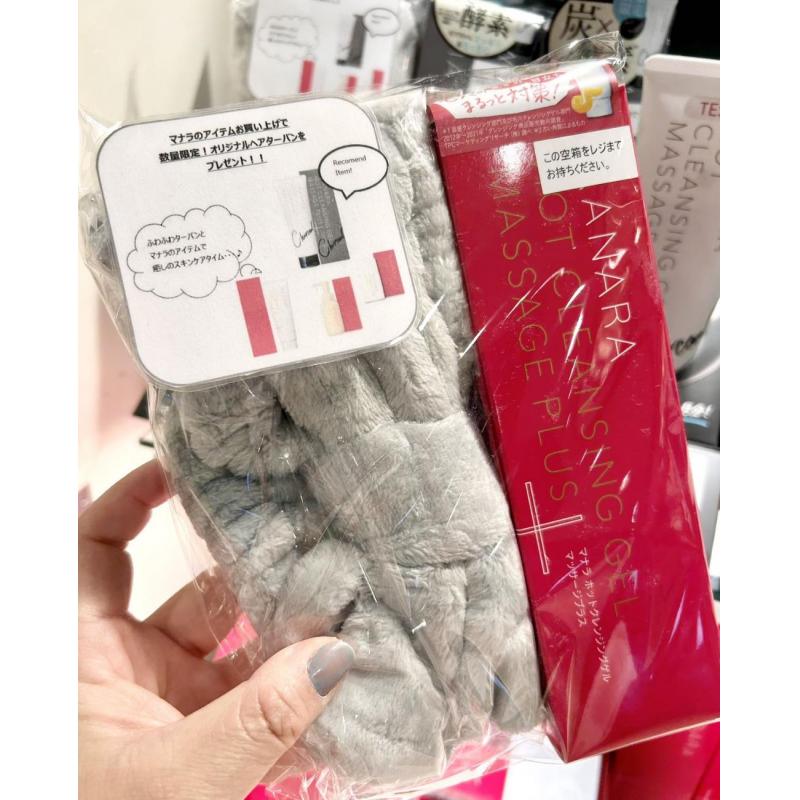 マナラのアイテムお買い上げで
数量限定！オリジナルヘアターバンを
プレゼント！！
Recomend
Item!
ふわふわターバンと
マナラのアイテムで
癒しのスキンケアタイム・・・♪
まるっと対策！
この空箱をレジまで
お持ちください。
MANARA
HOT CLEANSING GEL
MASSAGE PLUS
マナラ ホットクレンジングゲル
マッサージプラス
酵素
炭×
TES
CLEANSING
MASSAGE